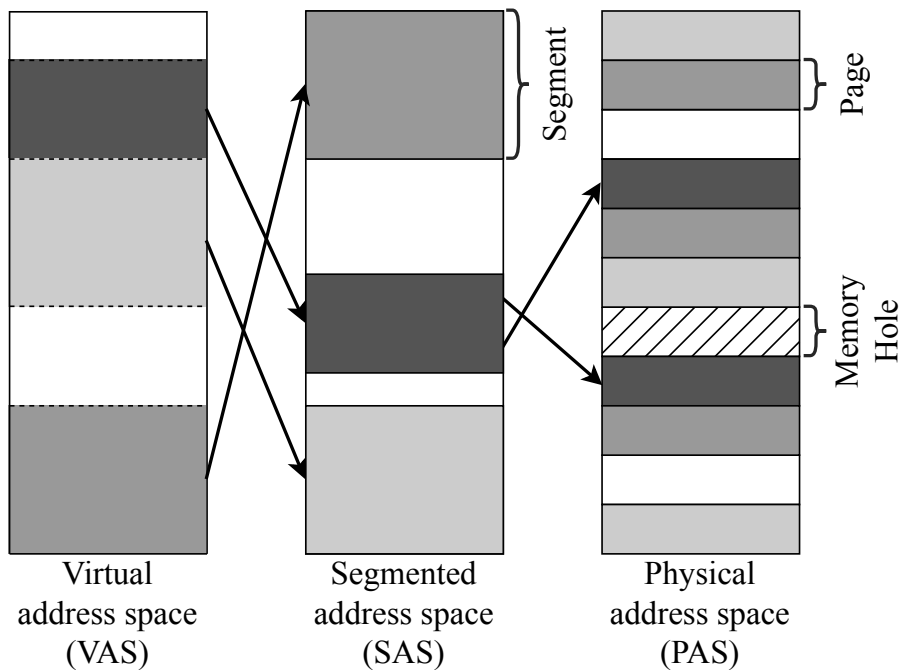 Segment
Page
Memory
Hole
Virtual
address space
(VAS)
Segmented
address space
(SAS)
Physical
address space
(PAS)